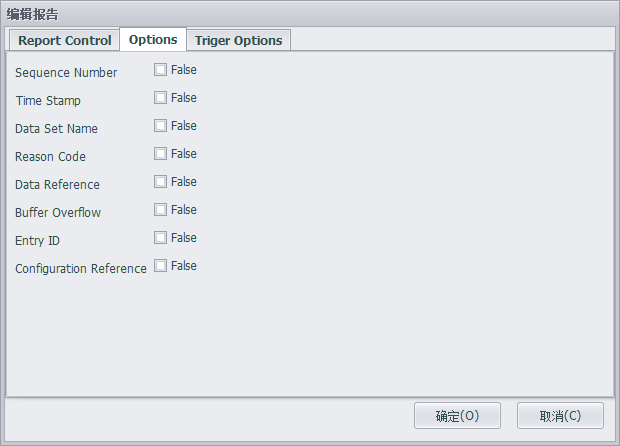 编辑报告
Report Control Options Triger Options
Sequence Number False
Time Stamp False
Data Set Name False
Reason Code False
Data Reference False
Buffer Overflow False
Entry ID False
Configuration Reference False
确定(O) 取消(C)